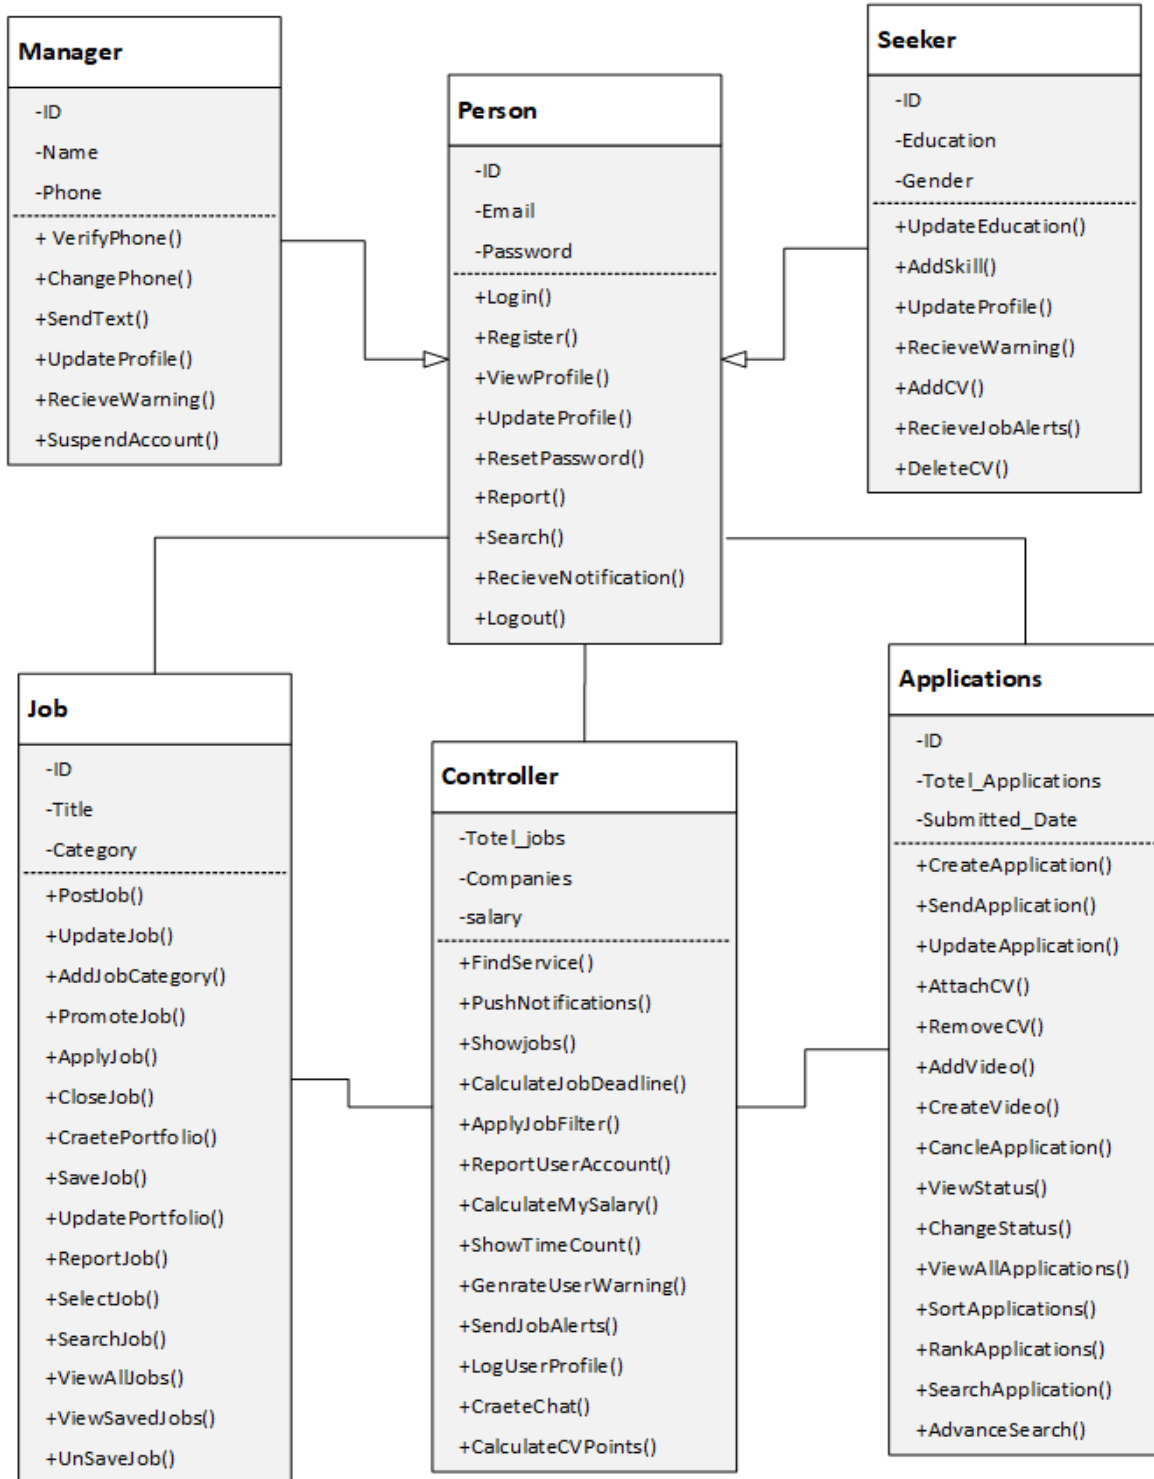 Manager
-ID
-Name
-Phone
+ VerifyPhone()
+ChangePhone()
+SendText()
+UpdateProfile()
+RecieveWarning()
+SuspendAccount()
Person
-ID
-Email
-Password
+Login()
+Register()
+ViewProfile()
+UpdateProfile()
+ResetPassword()
+Report()
+Search()
+RecieveNotification()
+Logout()
Seeker
-ID
-Education
-Gender
+UpdateEducation()
+AddSkill()
+UpdateProfile()
+RecieveWarning()
+AddCV()
+RecieveJobAlerts()
+DeleteCV()
Job
-ID
-Title
-Category
+PostJob()
+UpdateJob()
+AddJobCategory()
+PromoteJob()
+ApplyJob()
+CloseJob()
+CraetePortfolio()
+SaveJob()
+UpdatePortfolio()
+ReportJob()
+SelectJob()
+SearchJob()
+ViewAllJobs()
+ViewSavedJobs()
+UnSaveJob()
Controller
-Totel_jobs
-Companies
-salary
+FindService()
+PushNotifications()
+Showjobs()
+CalculateJobDeadline()
+ApplyJobFilter()
+ReportUserAccount()
+CalculateMySalary()
+ShowTimeCount()
+GenrateUserWarning()
+SendJobAlerts()
+LogUserProfile()
+CraeteChat()
+CalculateCVPoints()
Applications
-ID
-Totel_Applications
-Submitted_Date
+CreateApplication()
+SendApplication()
+UpdateApplication()
+AttachCV()
+RemoveCV()
+AddVideo()
+CreateVideo()
+CancleApplication()
+ViewStatus()
+ChangeStatus()
+ViewAllApplications()
+SortApplications()
+RankApplications()
+SearchApplication()
+AdvanceSearch()